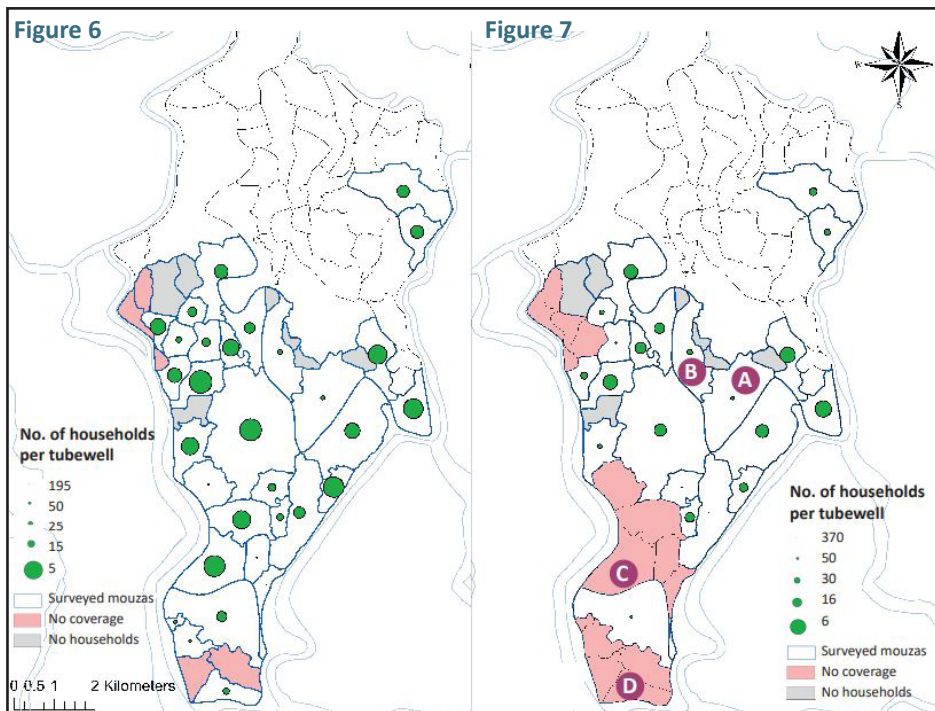 Figure 6
Figure 7
S
B
A
C
D
No. of households
per tubewell
195
50
25
15
5
Surveyed mouzas
No coverage
No households
0 0.5 1 2 Kilometers
No. of households
per tubewell
370
50
30
16
6
Surveyed mouzas
No coverage
No households